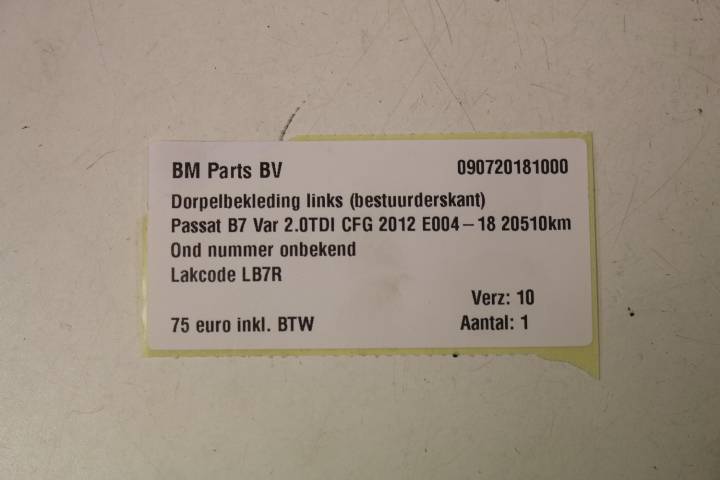 BM Parts BV 090720181000
Dorpelbekleding links (bestuurderskant)
Passat B7 Var 2.0TDI CFG 2012 E004-18 20510km
Ond nummer onbekend
Lakcode LB7R
Verz: 10
75 euro inkl. BTW Aantal: 1